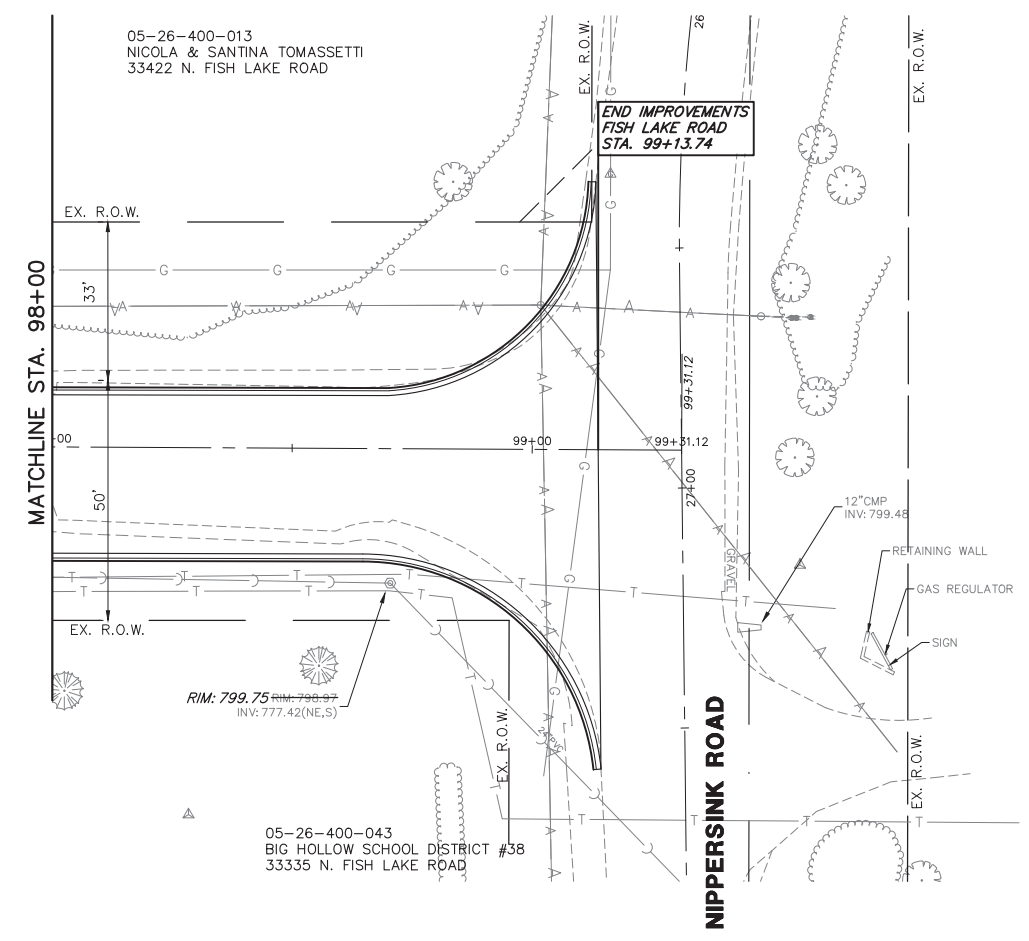 05-26-400-013
NICOLA & SANTINA TOMASSETTI
33422 N. FISH LAKE ROAD
EX. R.O.W.
26
EX. R.O.W.
END IMPROVEMENTS
FISH LAKE ROAD
STA. 99+13.74
EX. R.O.W.
G
G
G
G
G
G
33'
A
A
A
A
A
A
MATCHLINE STA. 98+00
00
99+00
99+31.12
99+31.12
27+00
50'
G
G
12"CMP
INV: 799.48
RETAINING WALL
GAS REGULATOR
SIGN
GRAVEL
T
T
T
T
T
T
T
T
G
EX. R.O.W.
RIM: 799.75 RIM: 798.97
INV: 777.42(NE,S)
EX. R.O.W.
NIPPERSINK ROAD
EX. R.O.W.
G
T
T
T
T
T
T
05-26-400-043
BIG HOLLOW SCHOOL DISTRICT #38
33335 N. FISH LAKE ROAD